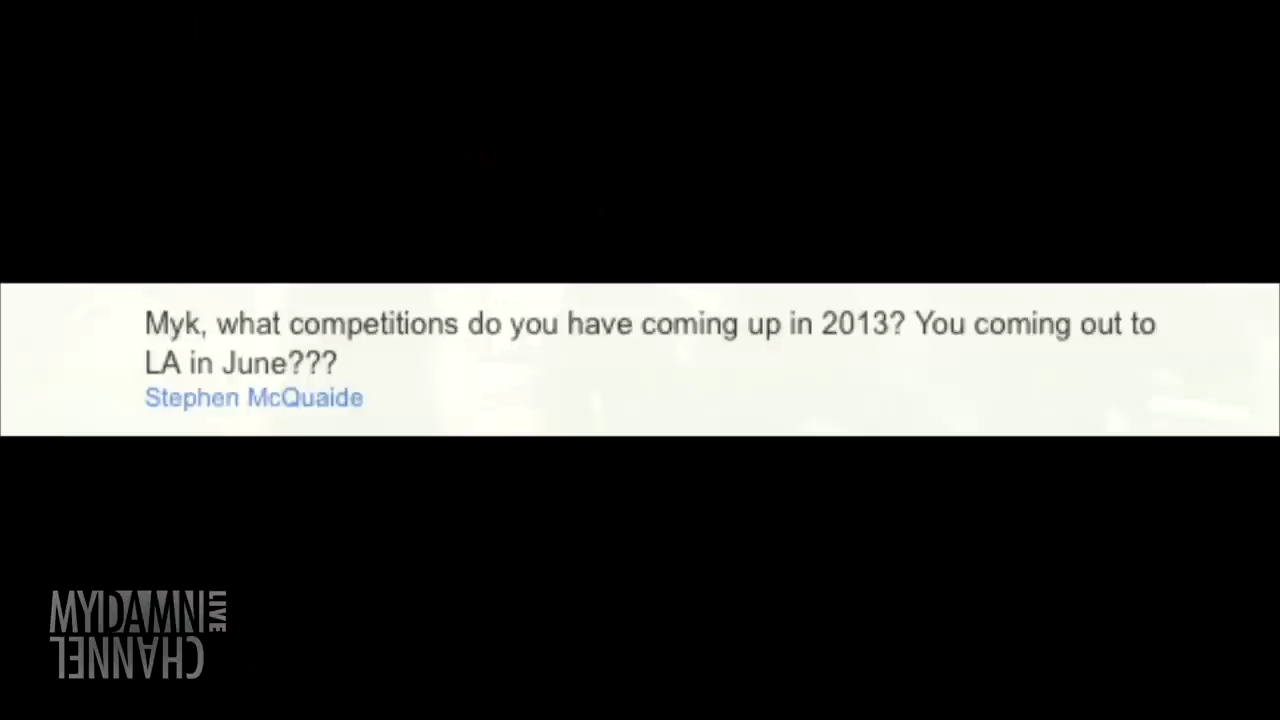 Myk, what competitions do you have coming up in 2013? You coming out to
LA in June???
Stephen McQuaide
MYDAMN LIVE
CHANNEL